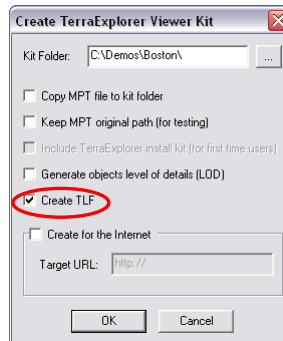 Create TerraExplorer Viewer Kit
Kit Folder: C:\Demos\Boston\ ...
Copy MPT file to kit folder
Keep MPT original path (for testing)
Include TerraExplorer install kit (for first time users)
Generate objects level of details (LOD)
Create TLF
Create for the Internet
Target URL: http://
OK Cancel